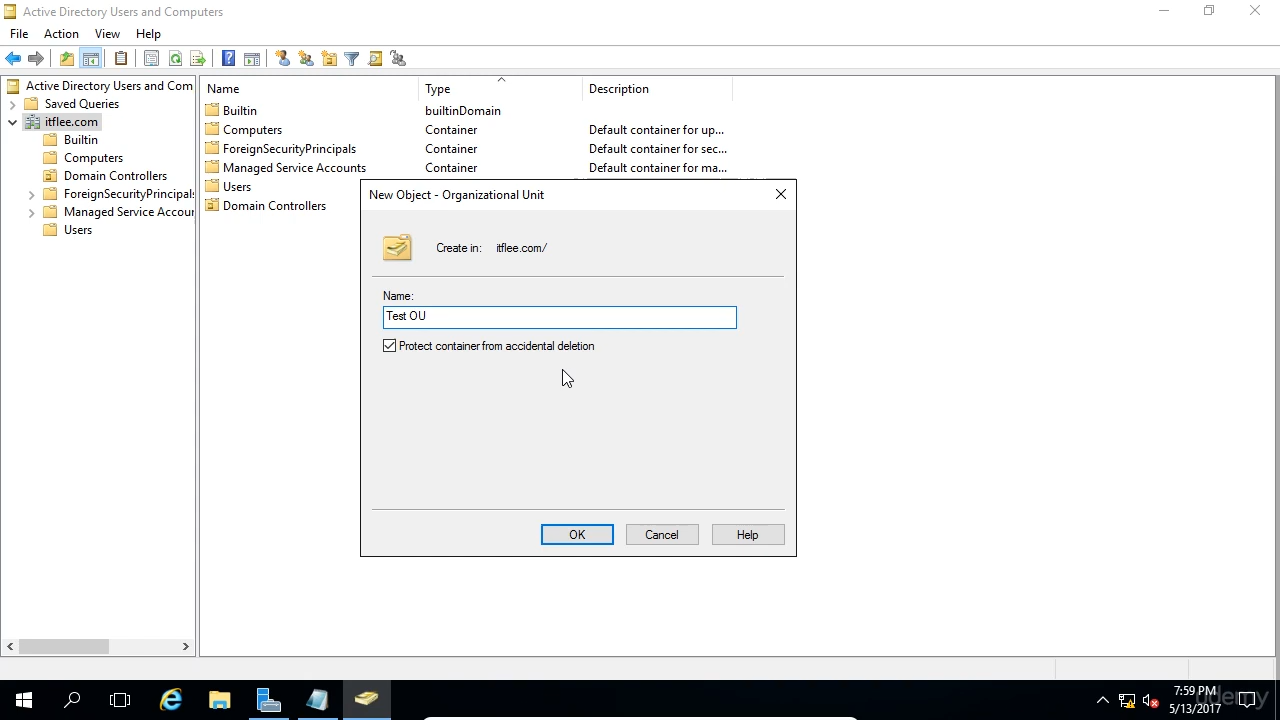 Active Directory Users and Computers
File Action View Help
Active Directory Users and Com
Saved Queries
itflee.com
Builtin
Computers
Domain Controllers
ForeignSecurityPrincipals
Managed Service Accour
Users
Name Type Description
Builtin builtinDomain
Computers Container Default container for up...
ForeignSecurityPrincipals Container Default container for sec...
Managed Service Accounts Container Default container for ma...
Users
Domain Controllers
New Object - Organizational Unit
Create in: itflee.com/
Name:
Test OU
Protect container from accidental deletion
OK Cancel Help
7:59 PM
5/13/2017
udemy